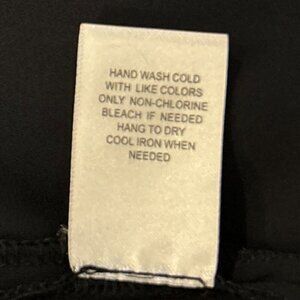 HAND WASH COLD
WITH LIKE COLORS
ONLY NON-CHLORINE
BLEACH IF NEEDED
HANG TO DRY
COOL IRON WHEN
NEEDED